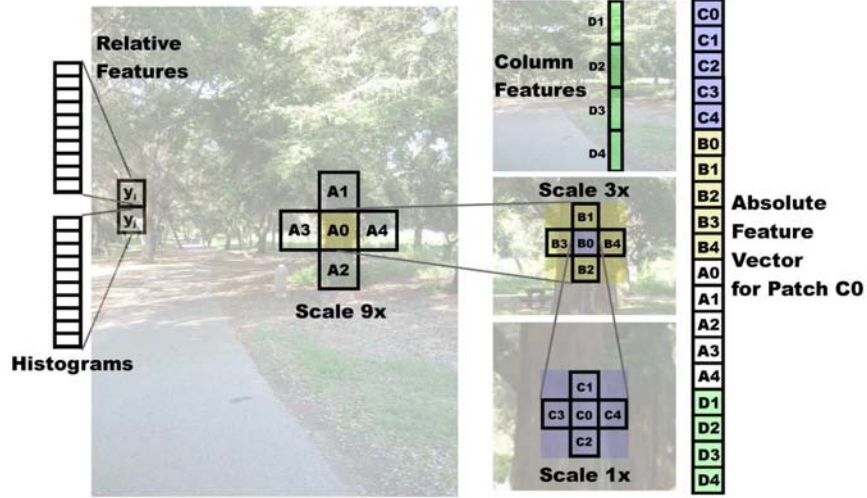 Relative
Features
y_i
y_j
Histograms
A1
A3 A0 A4
A2
Scale 9x
Column
Features
D1
D2
D3
D4
Scale 3x
B1
B3 B0 B4
B2
C1
C3 C0 C4
C2
Scale 1x
C0
C1
C2
C3
C4
B0
B1
B2
B3
B4
A0
A1
A2
A3
A4
D1
D2
D3
D4
Absolute
Feature
Vector
for Patch C0